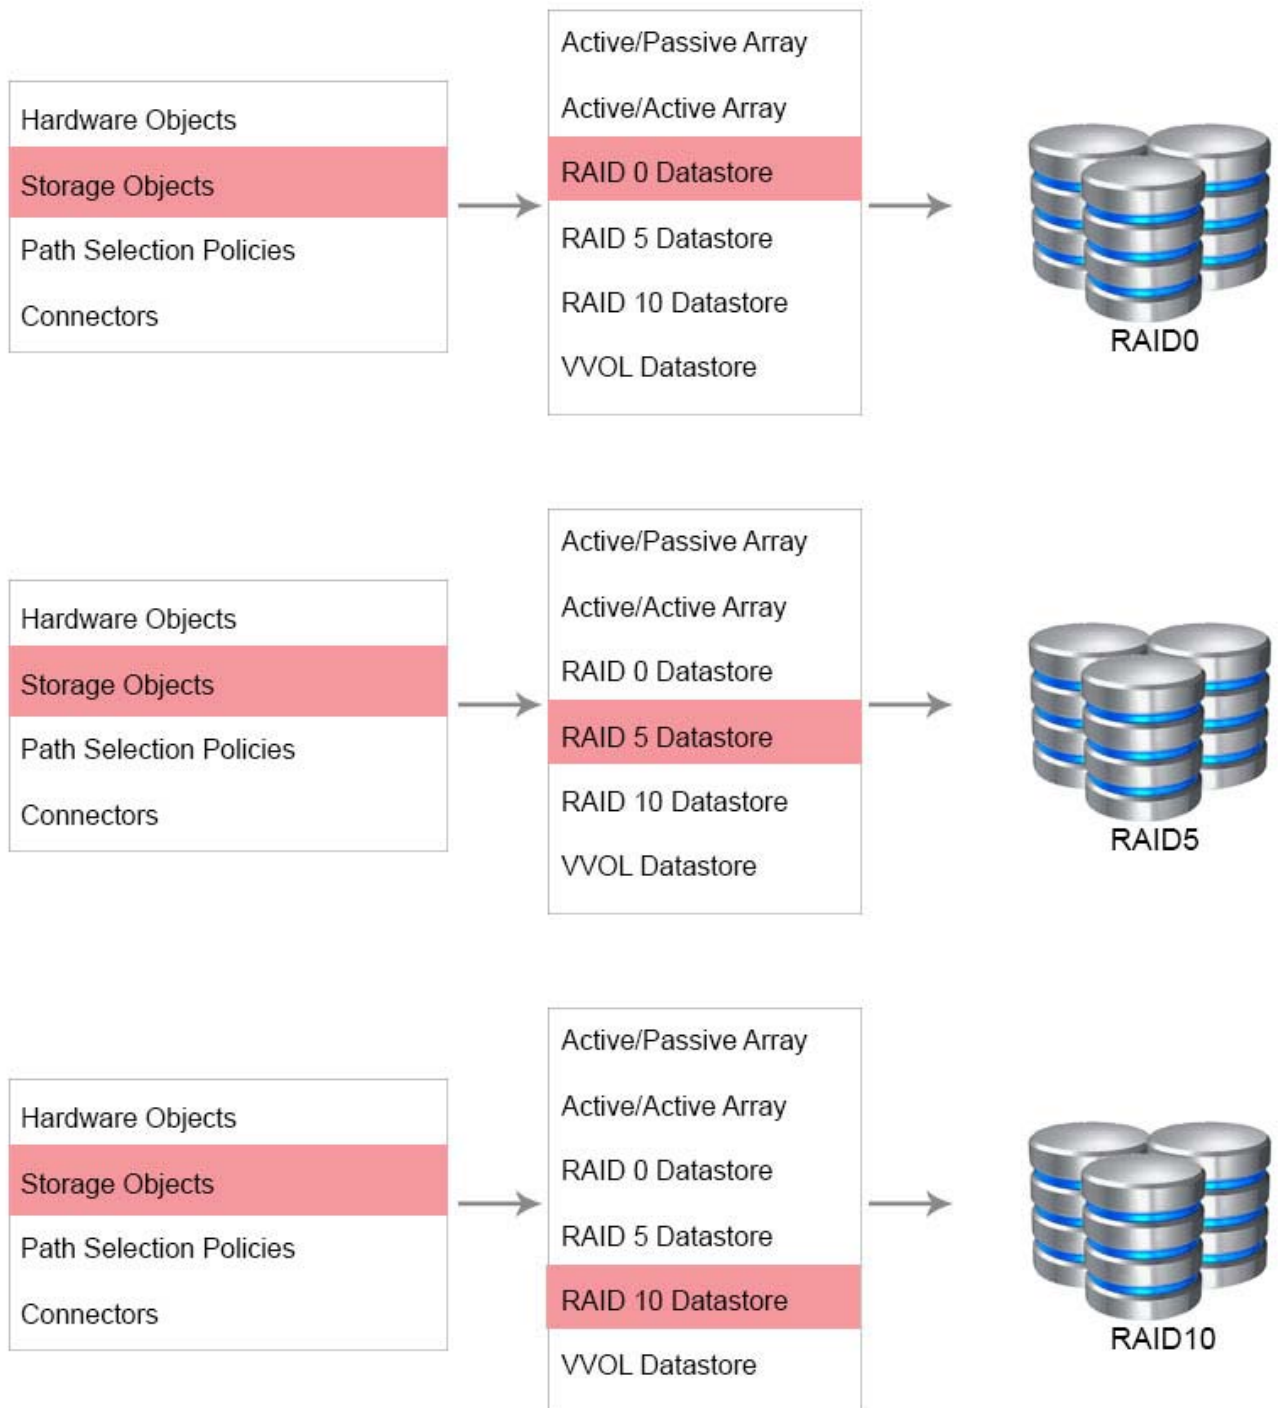 Hardware Objects
Storage Objects
Path Selection Policies
Connectors
Active/Passive Array
Active/Active Array
RAID 0 Datastore
RAID 5 Datastore
RAID 10 Datastore
VVOL Datastore
RAID0
Hardware Objects
Storage Objects
Path Selection Policies
Connectors
Active/Passive Array
Active/Active Array
RAID 0 Datastore
RAID 5 Datastore
RAID 10 Datastore
VVOL Datastore
RAID5
Hardware Objects
Storage Objects
Path Selection Policies
Connectors
Active/Passive Array
Active/Active Array
RAID 0 Datastore
RAID 5 Datastore
RAID 10 Datastore
VVOL Datastore
RAID10